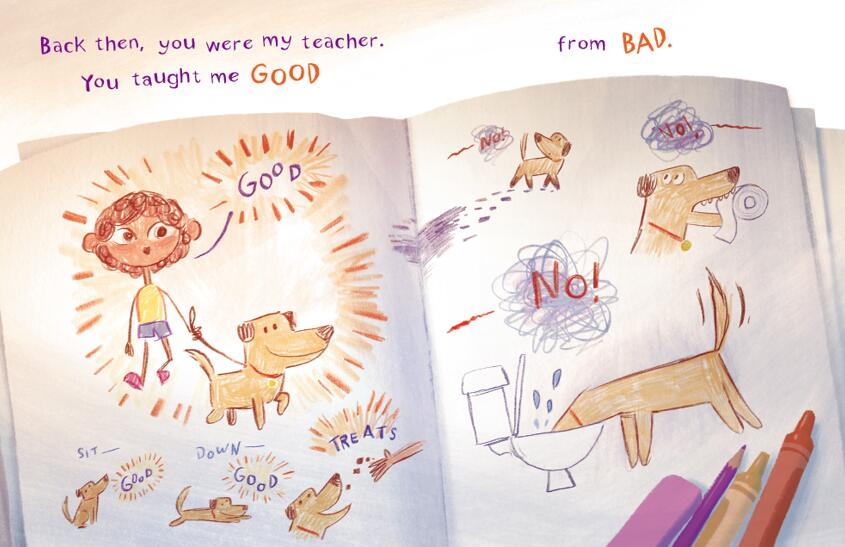 Back then, you were my teacher.
You taught me GOOD
GOOD
SIT—
GOOD
DOWN—
GOOD
TREATS
from BAD.
No!
No!
No!